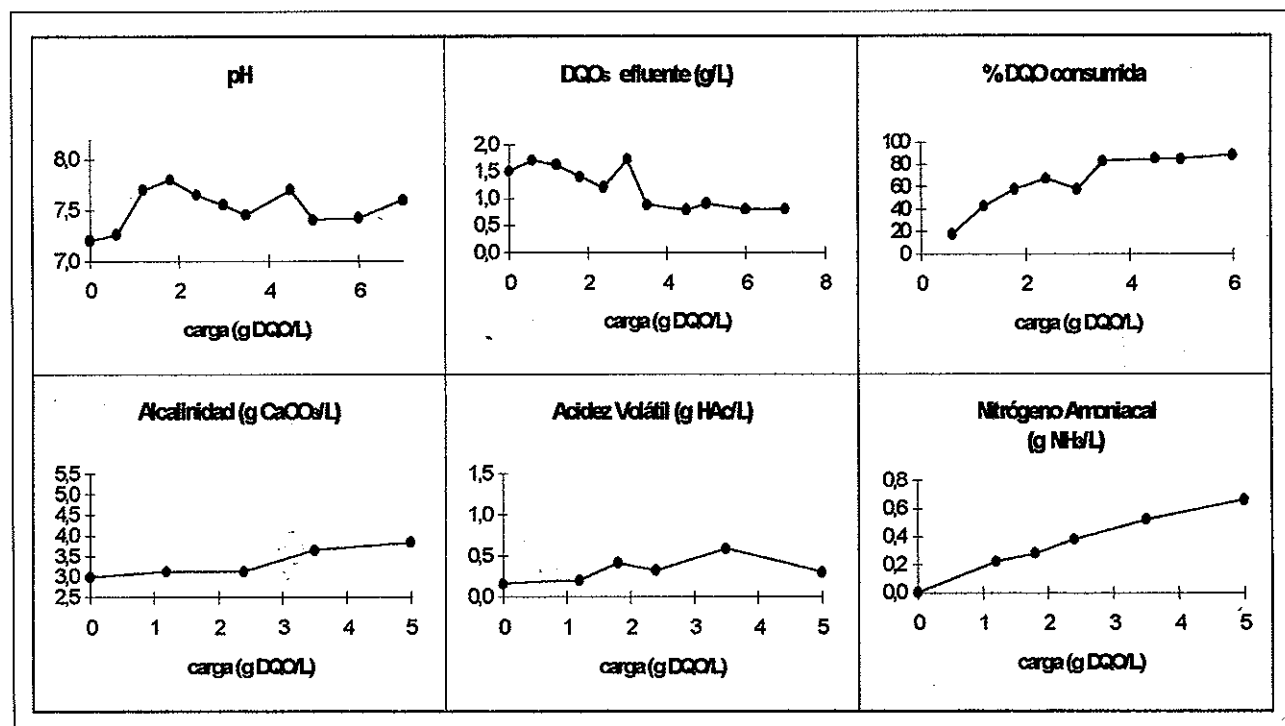 pH
8,0
7,5
7,0
0 2 4 6
carga (g DQO/L)
DQOs efluente (g/L)
2,0
1,5
1,0
0,5
0,0
0 2 4 6 8
carga (g DQO/L)
% DQO consumida
100
80
60
40
20
0
0 2 4 6
carga (g DQO/L)
Alcalinidad (g CaCO3/L)
5,5
5,0
4,5
4,0
3,5
3,0
2,5
0 1 2 3 4 5
carga (g DQO/L)
Acidez Volátil (g HAc/L)
1,5
1,0
0,5
0,0
0 1 2 3 4 5
carga (g DQO/L)
Nitrógeno Amoniacal
(g NH3/L)
0,8
0,6
0,4
0,2
0,0
0 1 2 3 4 5
carga (g DQO/L)